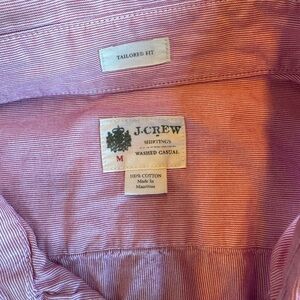 TAILORED FIT
J.CREW
SHIRTINGS
M
WASHED CASUAL
100% COTTON
Made in
Mauritius